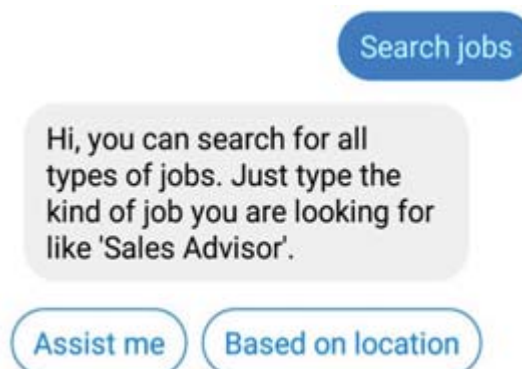 Search jobs
Hi, you can search for all
types of jobs. Just type the
kind of job you are looking for
like 'Sales Advisor'.
Assist me
Based on location